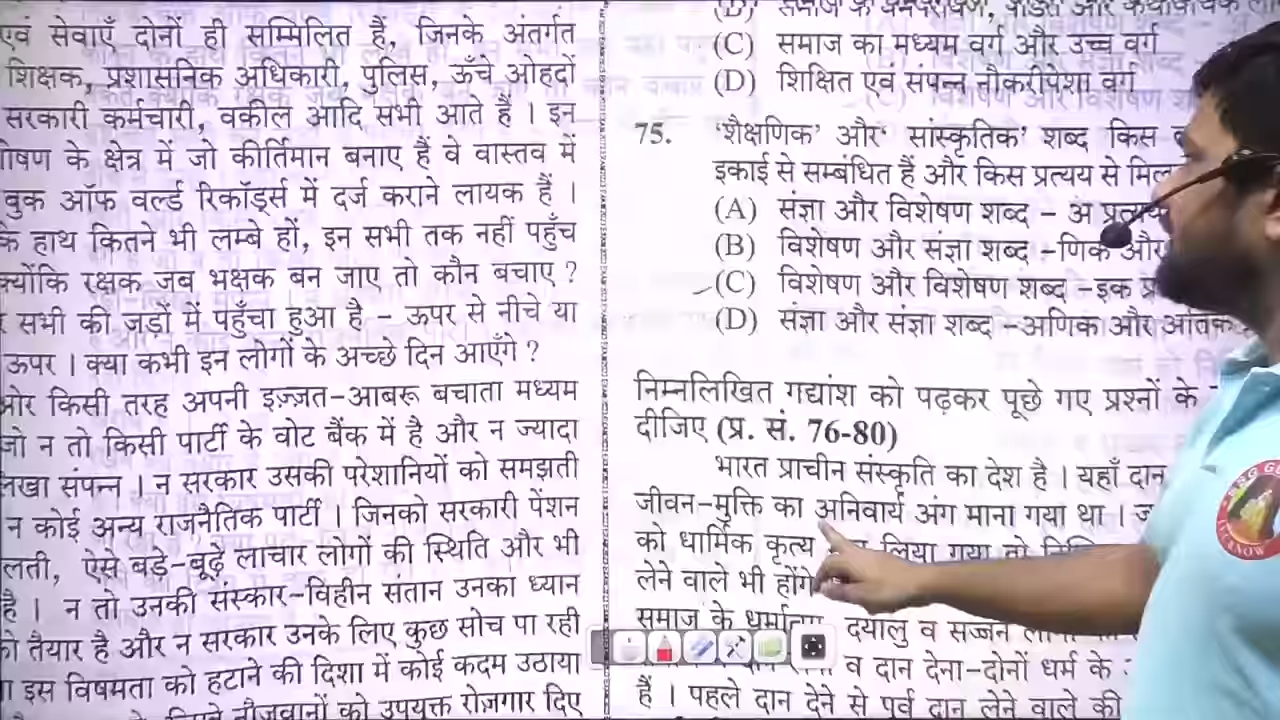 एवं सेवाएँ दोनों ही सम्मिलित हैं, जिनके अंतर्गत
शिक्षक, प्रशासनिक अधिकारी, पुलिस, ऊँचे ओहदों
सरकारी कर्मचारी, वकील आदि सभी आते हैं । इन
के क्षेत्र में जो कीर्तिमान बनाए हैं वे वास्तव में
बुक ऑफ वर्ल्ड रिकॉर्ड्स में दर्ज कराने लायक हैं ।
हाथ कितने भी लम्बे हों, इन सभी तक नहीं पहुँच
क्योंकि रक्षक जब भक्षक बन जाए तो कौन बचाए ?
सभी की जड़ों में पहुँचा हुआ है – ऊपर से नीचे या
ऊपर । क्या कभी इन लोगों के अच्छे दिन आएँगे ?
ओर किसी तरह अपनी इज़्ज़त-आबरू बचाता मध्यम
जो न तो किसी पार्टी के वोट बैंक में है और न ज्यादा
संपन्न । न सरकार उसकी परेशानियों को समझती
न कोई अन्य राजनैतिक पार्टी । जिनको सरकारी पेंशन
ऐसे बड़े-बूढ़े लाचार लोगों की स्थिति और भी
है । न तो उनकी संस्कार-विहीन संतान उनका ध्यान
को तैयार है और न सरकार उनके लिए कुछ सोच पा रही
इस विषमता को हटाने की दिशा में कोई कदम उठाया
नौजवानों को उपयुक्त रोज़गार दिए
(C) समाज का मध्यम वर्ग और उच्च वर्ग
(D) शिक्षित एवं संपन्न नौकरीपेशा वर्ग
75. 'शैक्षणिक' और' सांस्कृतिक' शब्द किस
इकाई से सम्बंधित हैं और किस प्रत्यय से
(A) संज्ञा और विशेषण शब्द – अ
(B) विशेषण और संज्ञा शब्द :-णिक और
(C) विशेषण और विशेषण शब्द –इक
(D) संज्ञा और संज्ञा शब्द –अणिक और
निम्नलिखित गद्यांश को पढ़कर पूछे गए प्रश्नों के
दीजिए (प्र. सं. 76-80)
भारत प्राचीन संस्कृति का देश है । यहाँ दान
जीवन-मुक्ति का अनिवार्य अंग माना गया था ।
को धार्मिक कृत्य लिया गया तो
लेने वाले भी होंगे
समाज के दयालु व सज्जन
व दान देना-दोनों धर्म के
हैं । पहले दान देने से पूर्व दान लेने वाले की